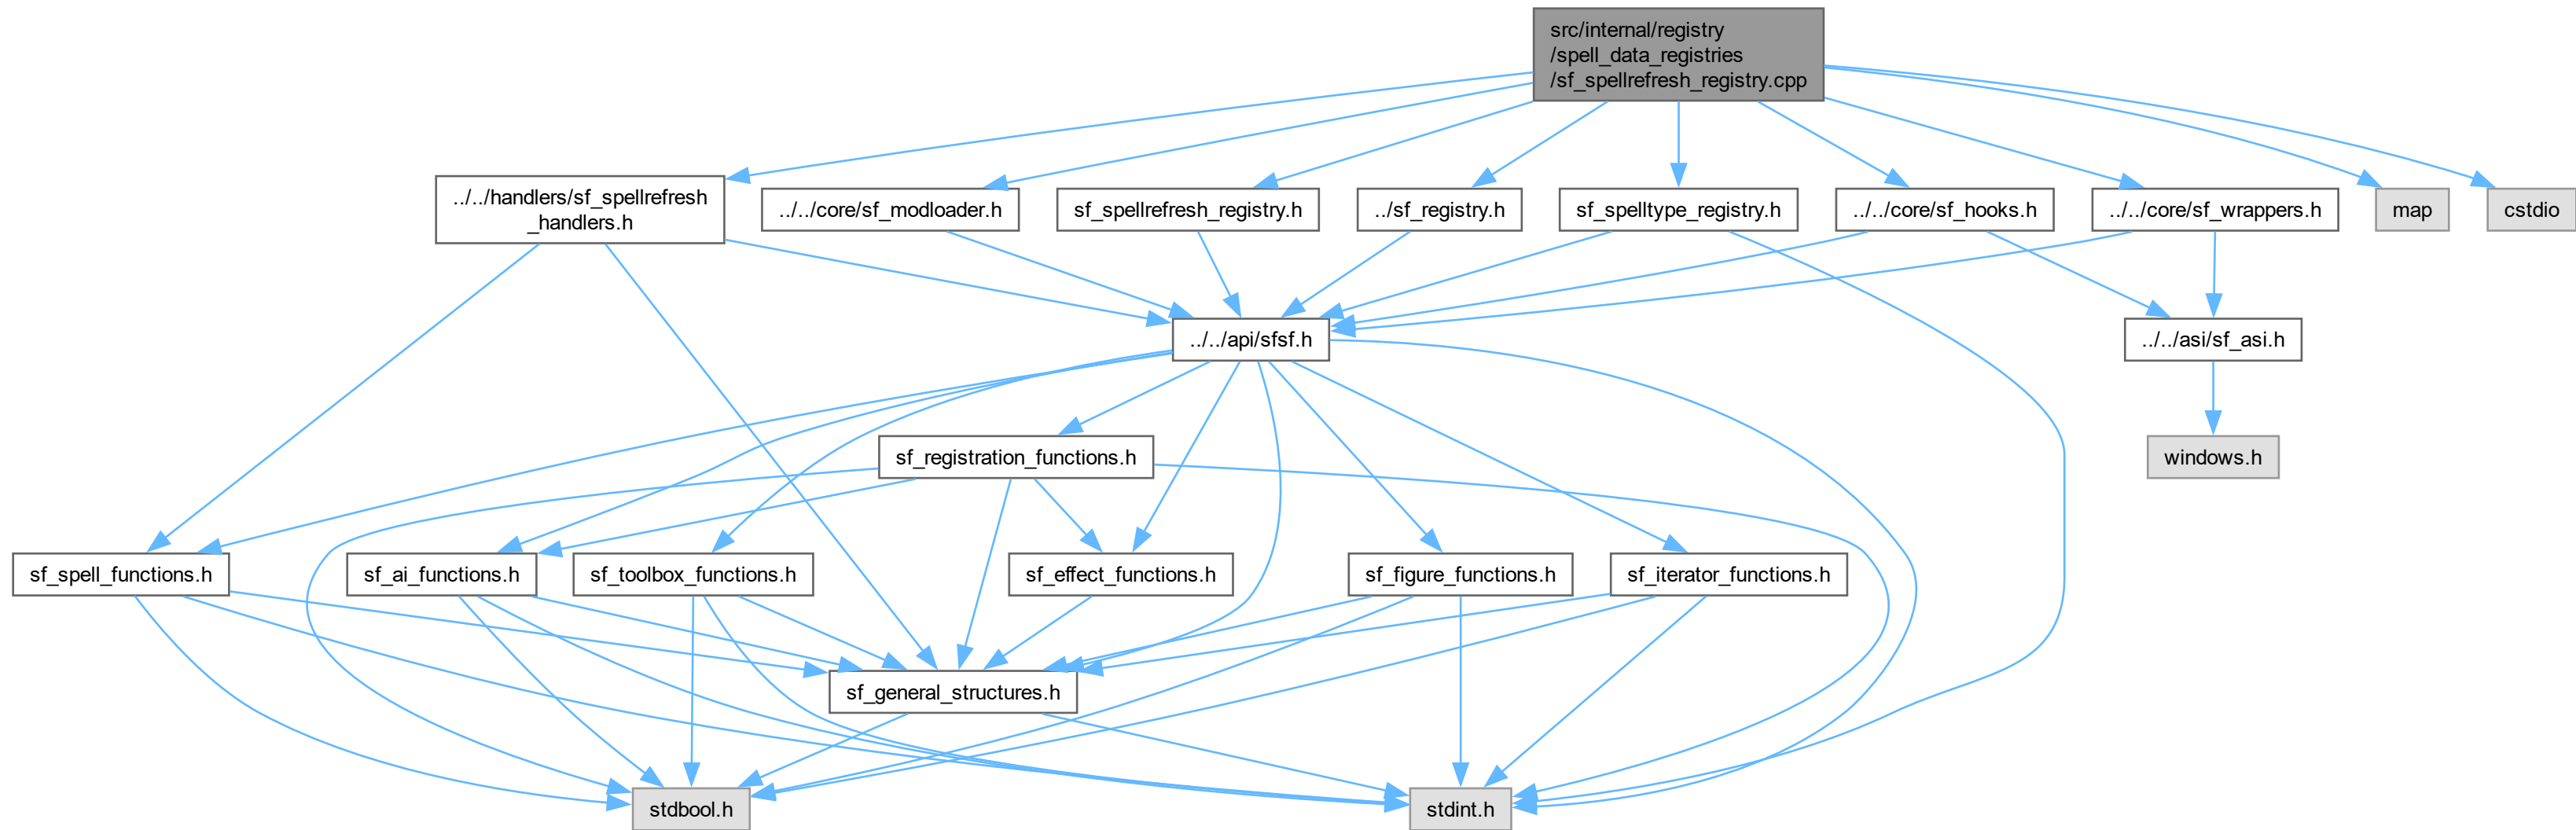 src/internal/registry
/spell_data_registries
/sf_spellrefresh_registry.cpp
../../handlers/sf_spellrefresh
_handlers.h
../../core/sf_modloader.h
sf_spellrefresh_registry.h
../sf_registry.h
sf_spelltype_registry.h
../../core/sf_hooks.h
../../core/sf_wrappers.h
map
cstdio
../../api/sfsf.h
../../asi/sf_asi.h
sf_registration_functions.h
windows.h
sf_spell_functions.h
sf_ai_functions.h
sf_toolbox_functions.h
sf_effect_functions.h
sf_figure_functions.h
sf_iterator_functions.h
sf_general_structures.h
stdbool.h
stdint.h